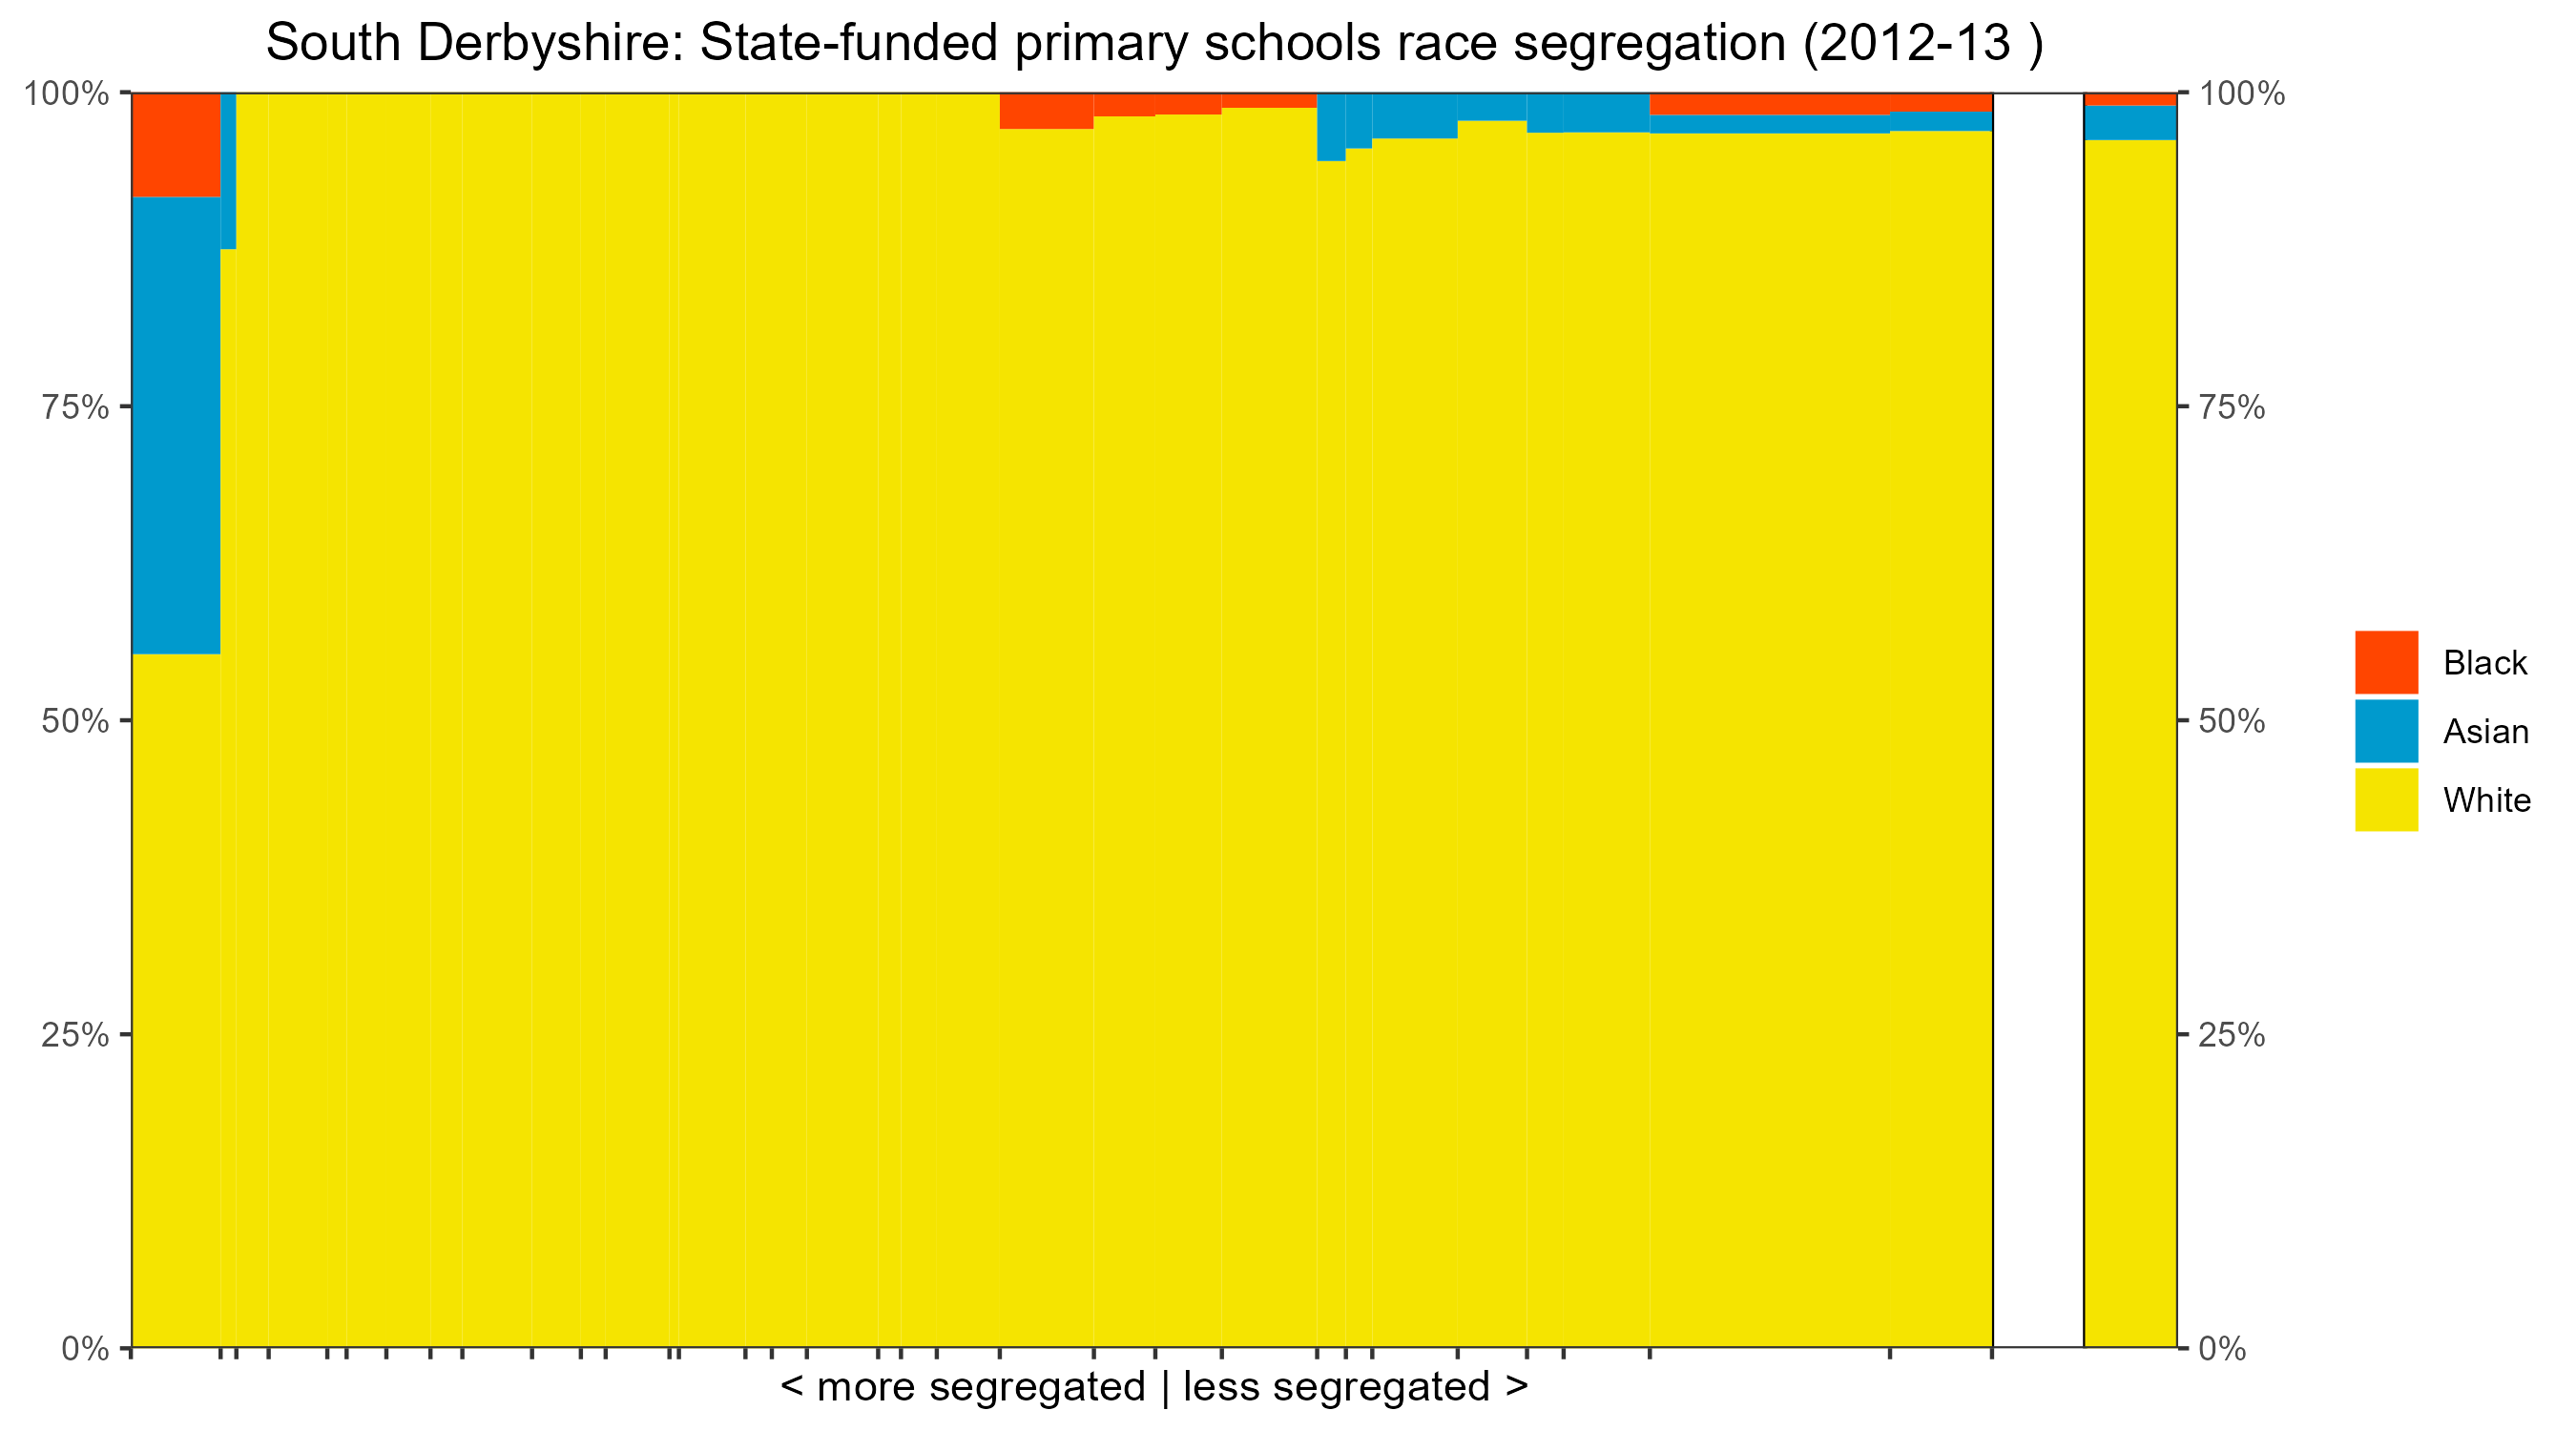 South Derbyshire: State-funded primary schools race segregation (2012-13 )
100%
75%
50%
25%
0%
100%
75%
50%
25%
0%
Black
Asian
White
< more segregated | less segregated >